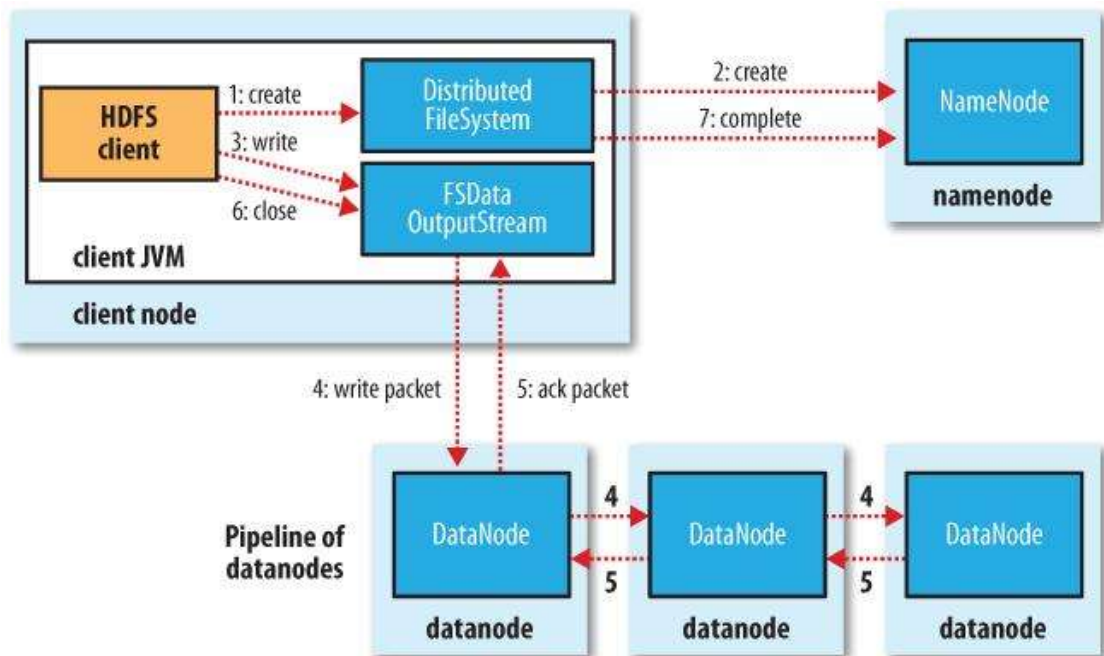 1: create
HDFS
client
3: write
6: close
Distributed
FileSystem
FSData
OutputStream
client JVM
client node
2: create
7: complete
NameNode
namenode
4: write packet
5: ack packet
Pipeline of
datanodes
DataNode
4
5
DataNode
4
5
DataNode
datanode
datanode
datanode